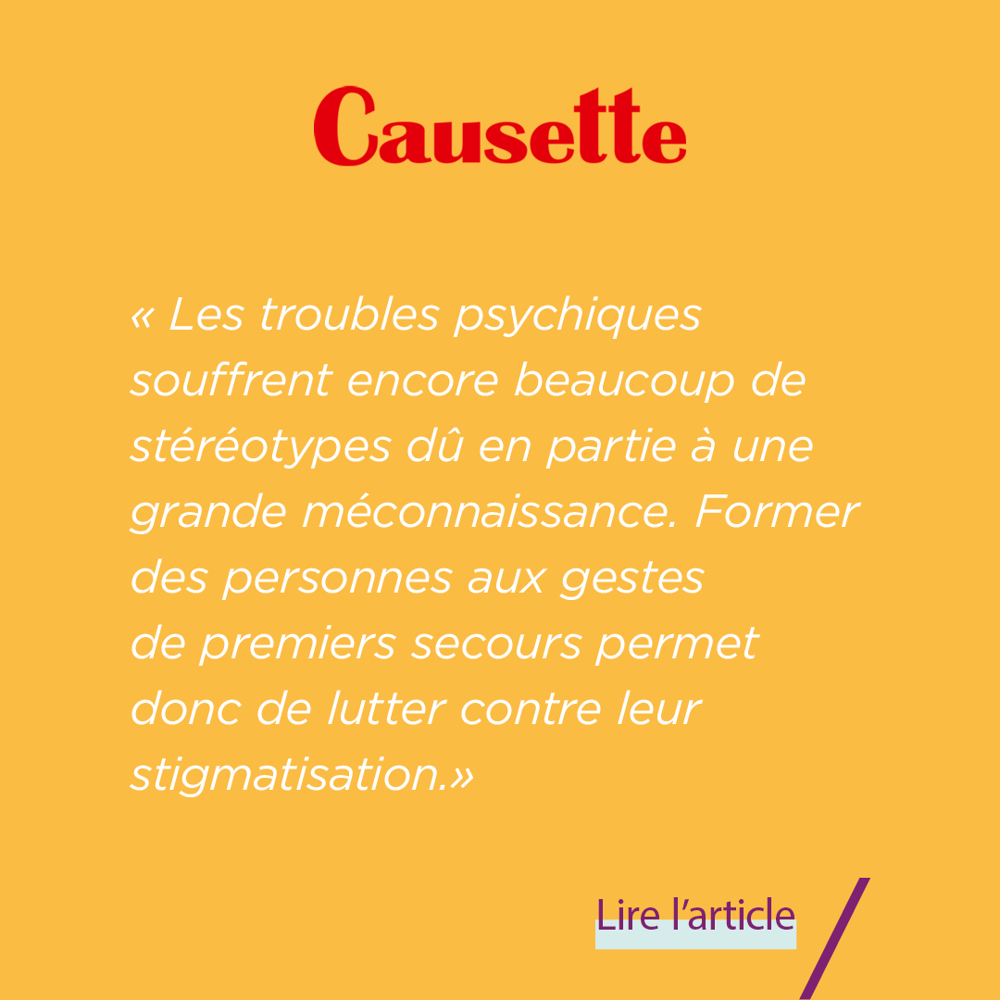 Causette
« Les troubles psychiques
souffrent encore beaucoup de
stéréotypes dû en partie à une
grande méconnaissance. Former
des personnes aux gestes
de premiers secours permet
donc de lutter contre leur
stigmatisation.»
Lire l’article